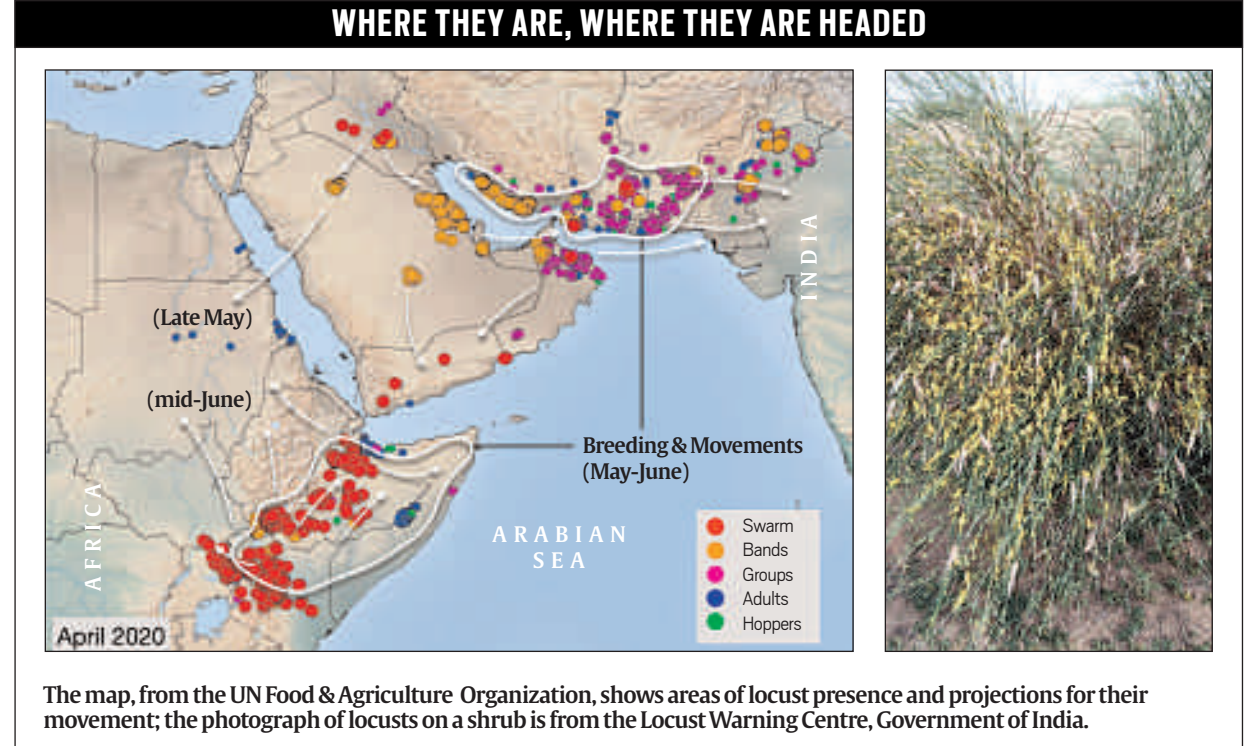 WHERE THEY ARE, WHERE THEY ARE HEADED
(Late May)
(mid-June)
AFRICA
INDIA
Breeding & Movements
(May-June)
ARABIAN
SEA
Swarm
Bands
Groups
Adults
Hoppers
April 2020
The map, from the UN Food & Agriculture Organization, shows areas of locust presence and projections for their
movement; the photograph of locusts on a shrub is from the Locust Warning Centre, Government of India.